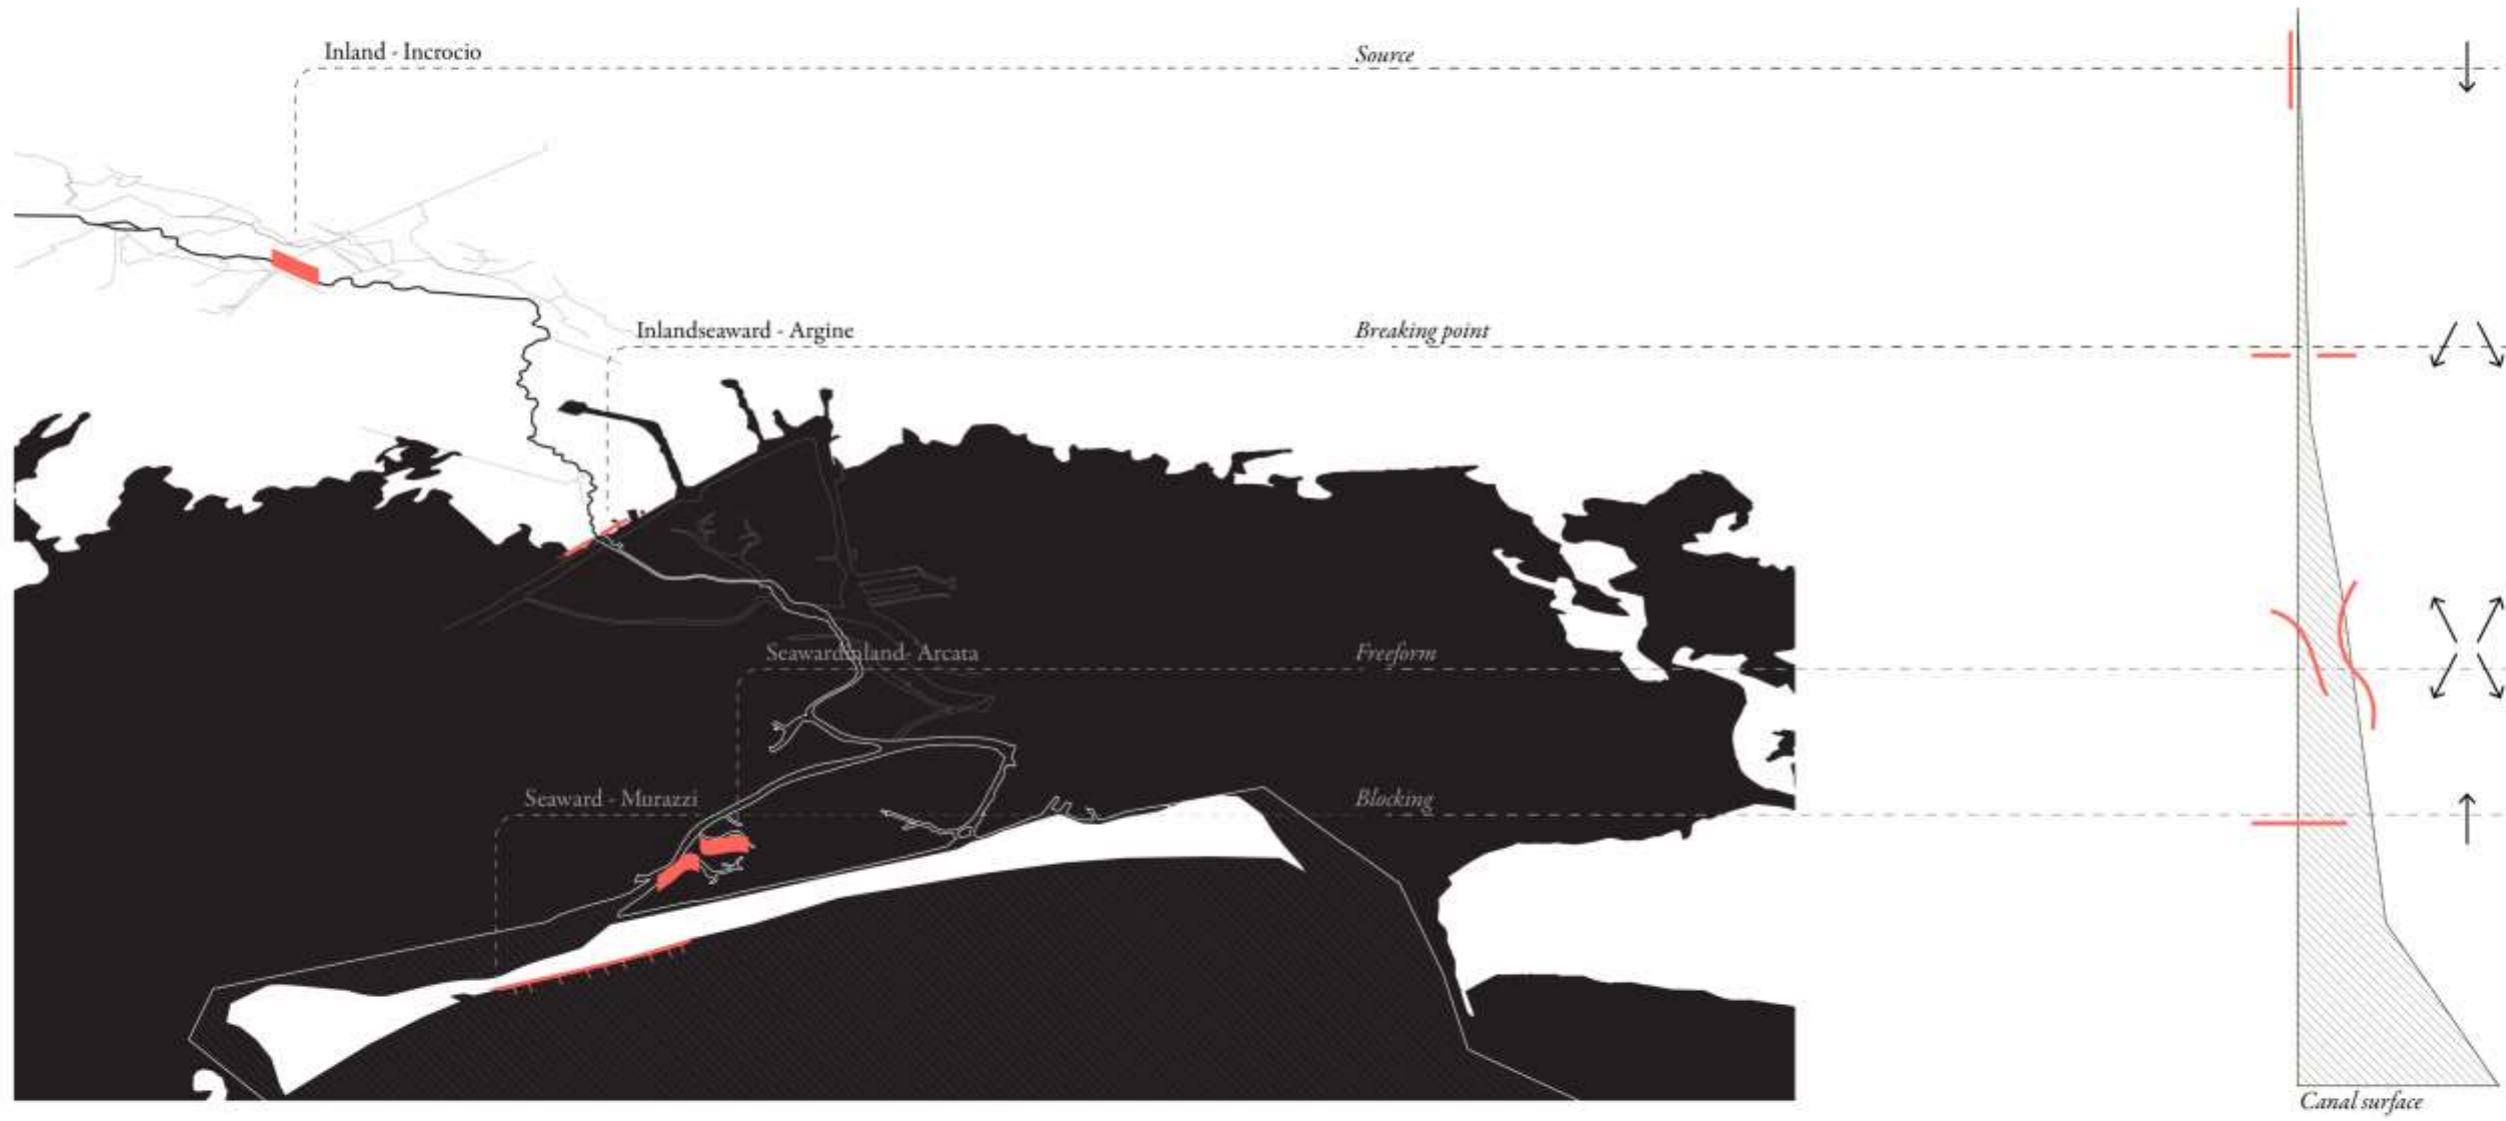 Inland - Incrocio
Source
Inlandseaward - Argine
Breaking point
Seawardinland- Arcata
Freeform
Seaward - Murazzi
Blocking
Canal surface